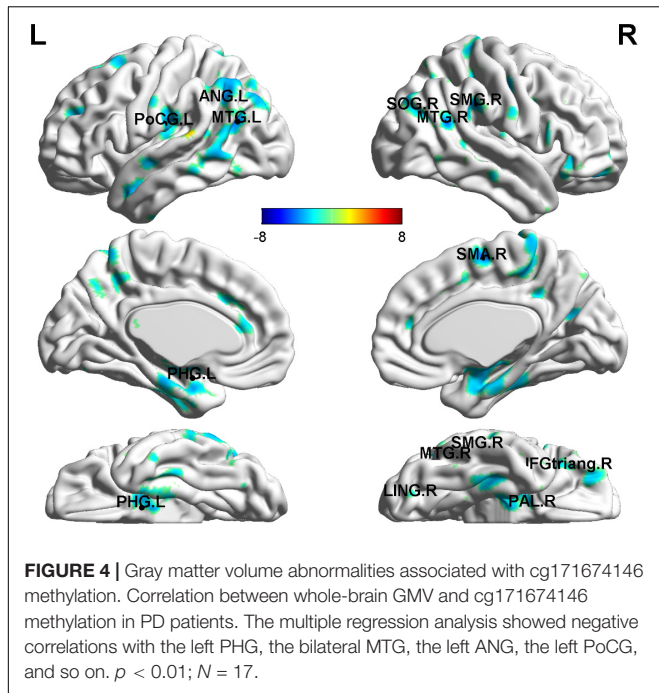 L R
ANG.L
PoCG.L MTG.L
SOG.R SMG.R
MTG.R
-8 8
SMA.R
PHG.L
SMG.R
MTG.R IFGtriang.R
LING.R
PHG.L PAL.R
FIGURE 4 | Gray matter volume abnormalities associated with cg171674146
methylation. Correlation between whole-brain GMV and cg171674146
methylation in PD patients. The multiple regression analysis showed negative
correlations with the left PHG, the bilateral MTG, the left ANG, the left PoCG,
and so on. p < 0.01; N = 17.